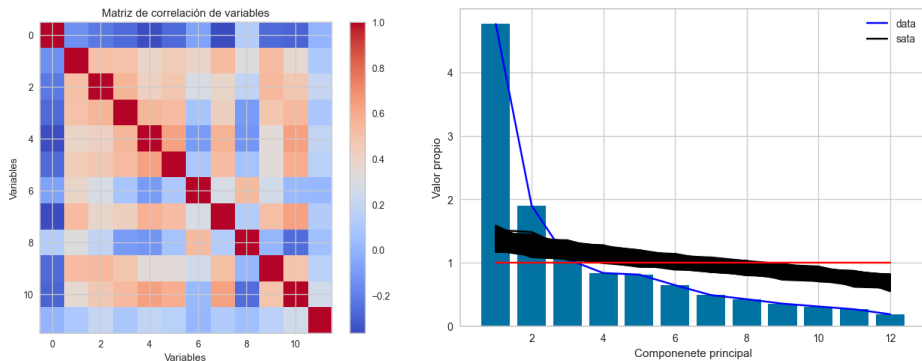 Matriz de correlación de variables
0
2
4
6
8
10
Variables
0 2 4 6 8 10
Variables
1.0
0.8
0.6
0.4
0.2
0.0
−0.2
data
sata
4
3
2
1
0
Valor propio
2 4 6 8 10 12
Componenete principal